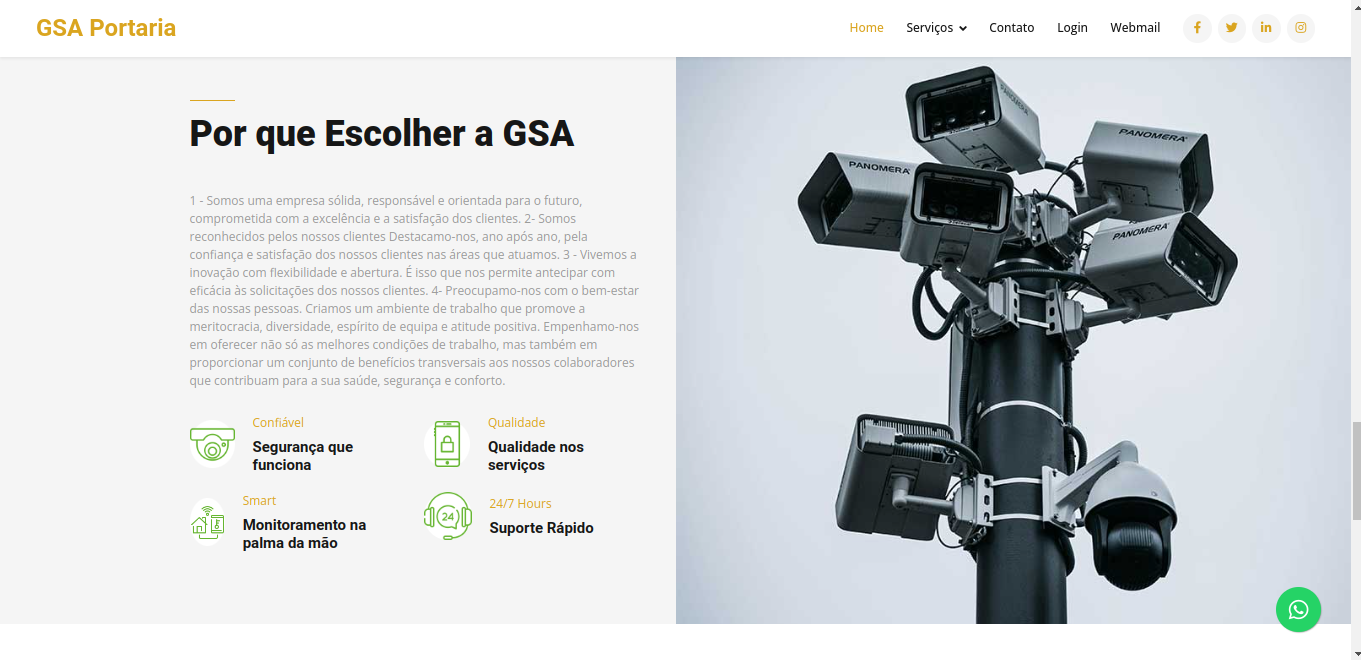 GSA Portaria
Home Serviços Contato Login Webmail
Por que Escolher a GSA
1 - Somos uma empresa sólida, responsável e orientada para o futuro,
comprometida com a excelência e a satisfação dos clientes. 2- Somos
reconhecidos pelos nossos clientes Destacamo-nos, ano após ano, pela
confiança e satisfação dos nossos clientes nas áreas que atuamos. 3 - Vivemos a
inovação com flexibilidade e abertura. É isso que nos permite antecipar com
eficácia às solicitações dos nossos clientes. 4- Preocupamo-nos com o bem-estar
das nossas pessoas. Criamos um ambiente de trabalho que promove a
meritocracia, diversidade, espírito de equipa e atitude positiva. Empenhamo-nos
em oferecer não só as melhores condições de trabalho, mas também em
proporcionar um conjunto de benefícios transversais aos nossos colaboradores
que contribuam para a sua saúde, segurança e conforto.
Confiável
Segurança que
funciona
Qualidade
Qualidade nos
serviços
Smart
Monitoramento na
palma da mão
24
24/7 Hours
Suporte Rápido
PANOMERA
PANOMERA
PANOMERA
PANOMERA